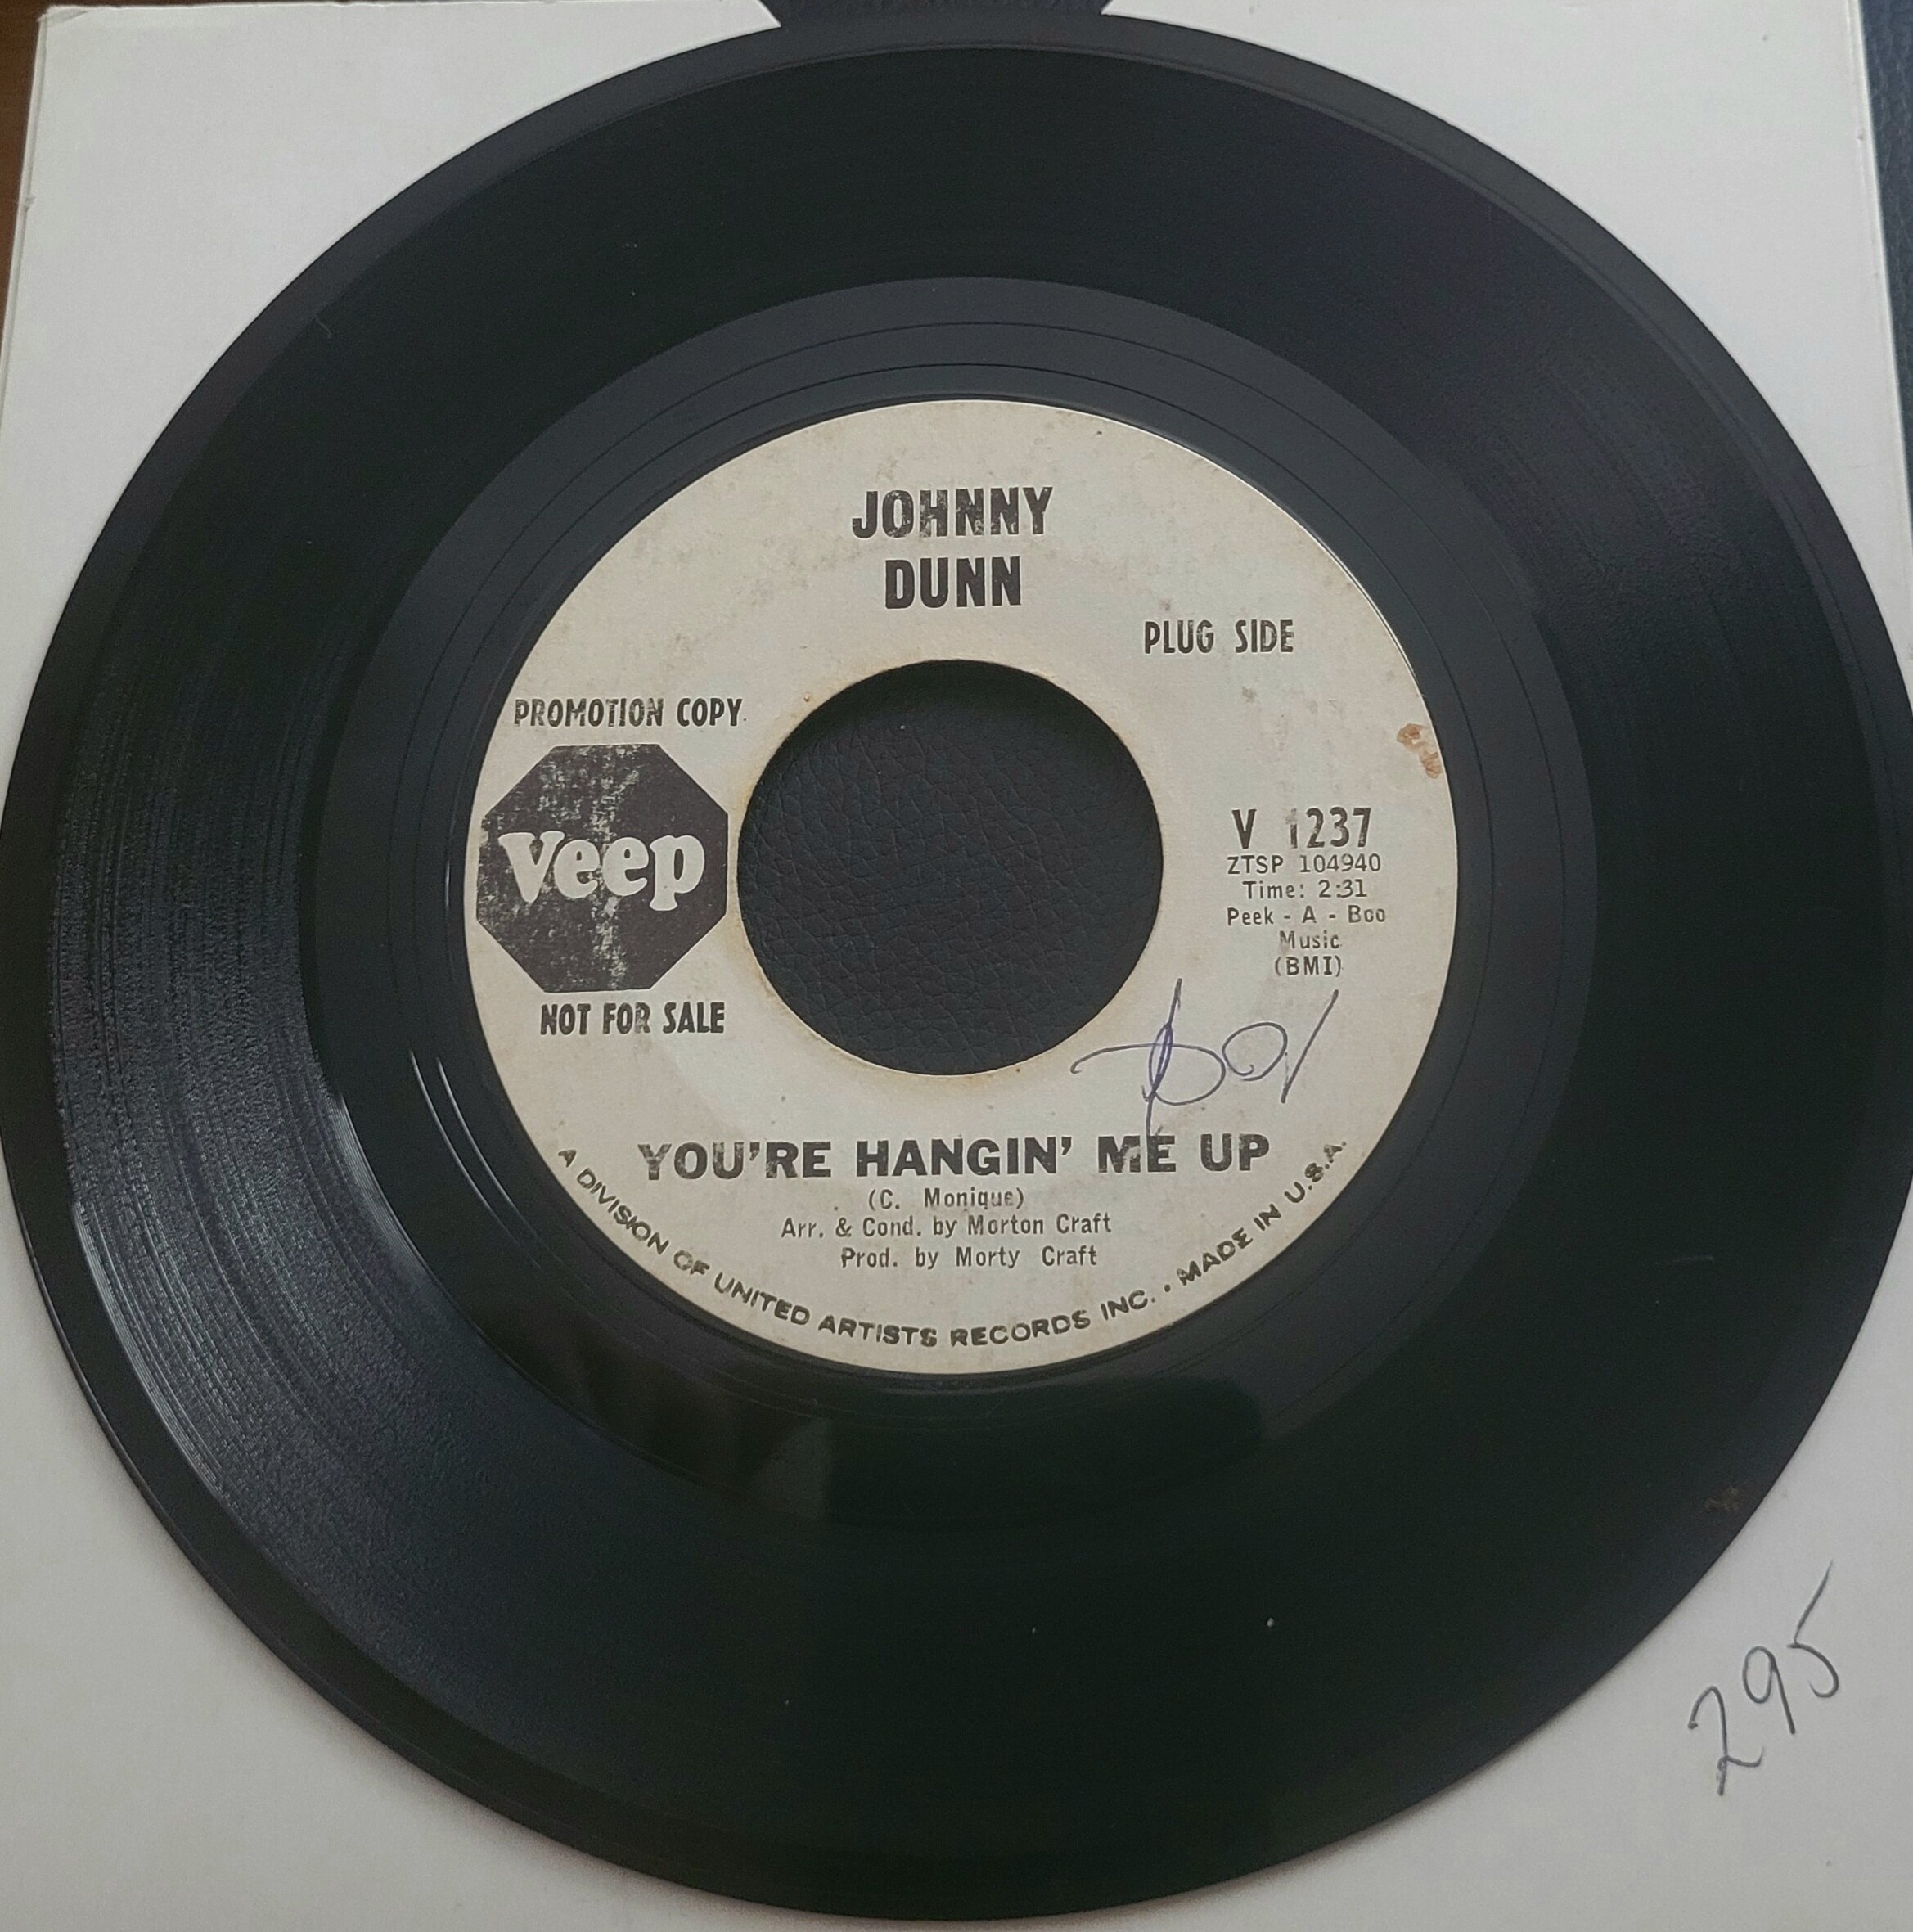 JOHNNY
DUNN
PLUG SIDE
PROMOTION COPY
Veep
NOT FOR SALE
V 1237
ZTSP 104940
Time: 2:31
Peek - A - Boo
Music
(BMI)
YOU'RE HANGIN' ME UP
(C. Monique)
Arr. & Cond. by Morton Craft
Prod. by Morty Craft
A DIVISION OF UNITED ARTISTS RECORDS INC. • MADE IN U.S.A.
295